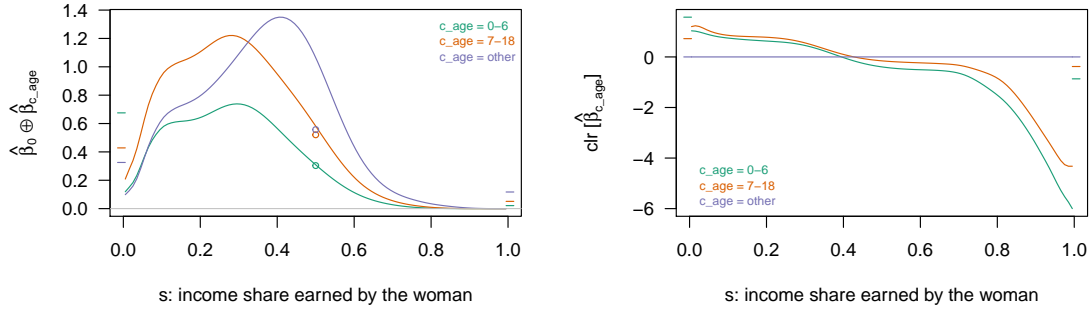 β̂₀ ⊕ β̂c_age
1.4
1.2
1.0
0.8
0.6
0.4
0.2
0.0
c_age = 0−6
c_age = 7−18
c_age = other
0.0 0.2 0.4 0.6 0.8 1.0
s: income share earned by the woman
clr [β̂c_age]
0
−2
−4
−6
c_age = 0−6
c_age = 7−18
c_age = other
0.0 0.2 0.4 0.6 0.8 1.0
s: income share earned by the woman